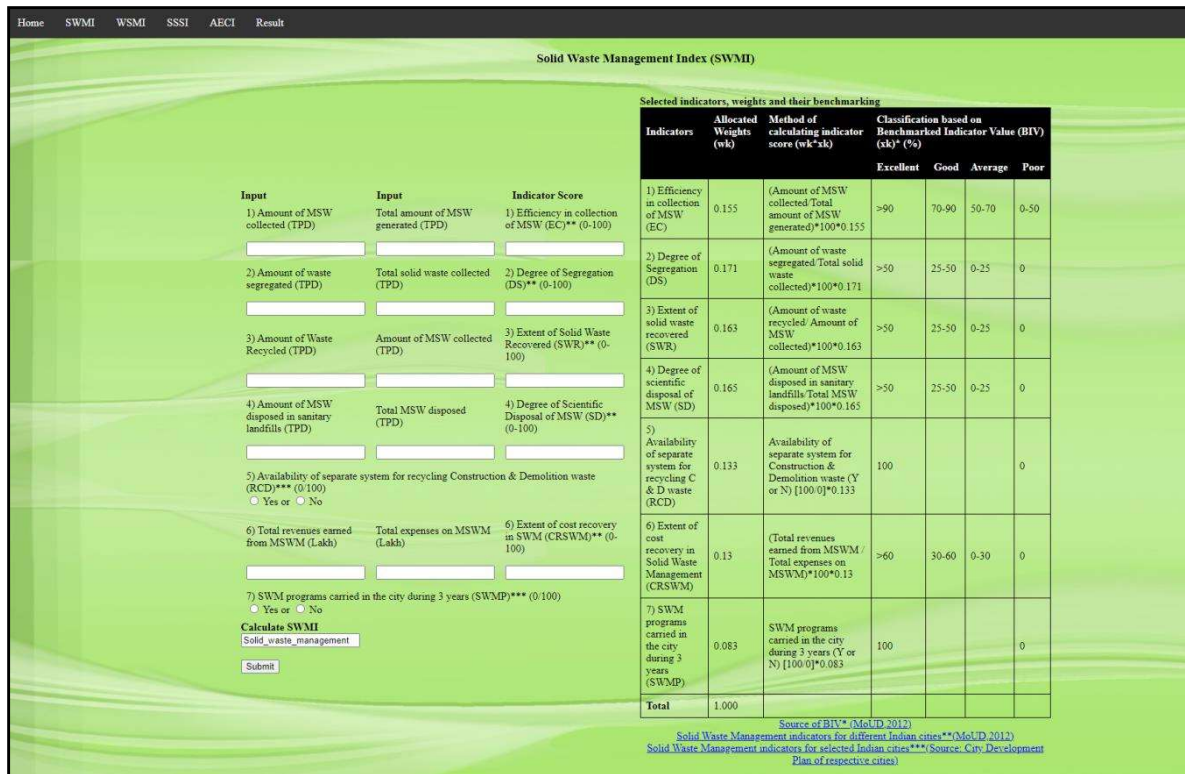 Home SWMI WSMI SSSI AECI Result
Solid Waste Management Index (SWMI)
Input Input Indicator Score
1) Amount of MSW Total amount of MSW 1) Efficiency in collection
collected (TPD) generated (TPD) of MSW (EC)** (0-100)
2) Amount of waste Total solid waste collected 2) Degree of Segregation
segregated (TPD) (TPD) (DS)** (0-100)
3) Amount of Waste Amount of MSW collected 3) Extent of Solid Waste
Recycled (TPD) (TPD) Recovered (SWR)** (0-
100)
4) Amount of MSW Total MSW disposed 4) Degree of Scientific
disposed in sanitary (TPD) Disposal of MSW (SD)**
landfills (TPD) (0-100)
5) Availability of separate system for recycling Construction & Demolition waste
(RCD)*** (0/100)
Yes or No
6) Total revenues earned Total expenses on MSWM 6) Extent of cost recovery
from MSWM (Lakh) (Lakh) in SWM (CRSWM)** (0-
100)
7) SWM programs carried in the city during 3 years (SWMP)*** (0/100)
Yes or No
Calculate SWMI
Solid_waste_management
Submit
Selected indicators, weights and their benchmarking
Indicators Allocated Method of Classification based on
Weights calculating indicator Benchmarked Indicator Value (BIV)
(wk) score (wk*xk) (xk)* (%)
Excellent Good Average Poor
1) Efficiency
in collection
of MSW
(EC)
0.155
(Amount of MSW
collected/Total
amount of MSW
generated)*100*0.155
>90 70-90 50-70 0-50
2) Degree of
Segregation
(DS)
0.171
(Amount of waste
segregated/Total solid
waste
collected)*100*0.171
>50 25-50 0-25 0
3) Extent of
solid waste
recovered
(SWR)
0.163
(Amount of waste
recycled/ Amount of
MSW
collected)*100*0.163
>50 25-50 0-25 0
4) Degree of
scientific
disposal of
MSW (SD)
0.165
(Amount of MSW
disposed in sanitary
landfills/Total MSW
disposed)*100*0.165
>50 25-50 0-25 0
5)
Availability
of separate
system for
recycling C
& D waste
(RCD)
0.133
Availability of
separate system for
Construction &
Demolition waste (Y
or N) [100/0]*0.133
100 0
6) Extent of
cost
recovery in
Solid Waste
Management
(CRSWM)
0.13
(Total revenues
earned from MSWM /
Total expenses on
MSWM)*100*0.13
>60 30-60 0-30 0
7) SWM
programs
carried in
the city
during 3
years
(SWMP)
0.083
SWM programs
carried in the city
during 3 years (Y or
N) [100/0]*0.083
100 0
Total 1.000
Source of BIV* (MoUD,2012)
Solid Waste Management indicators for different Indian cities**(MoUD,2012)
Solid Waste Management indicators for selected Indian cities***(Source: City Development
Plan of respective cities)